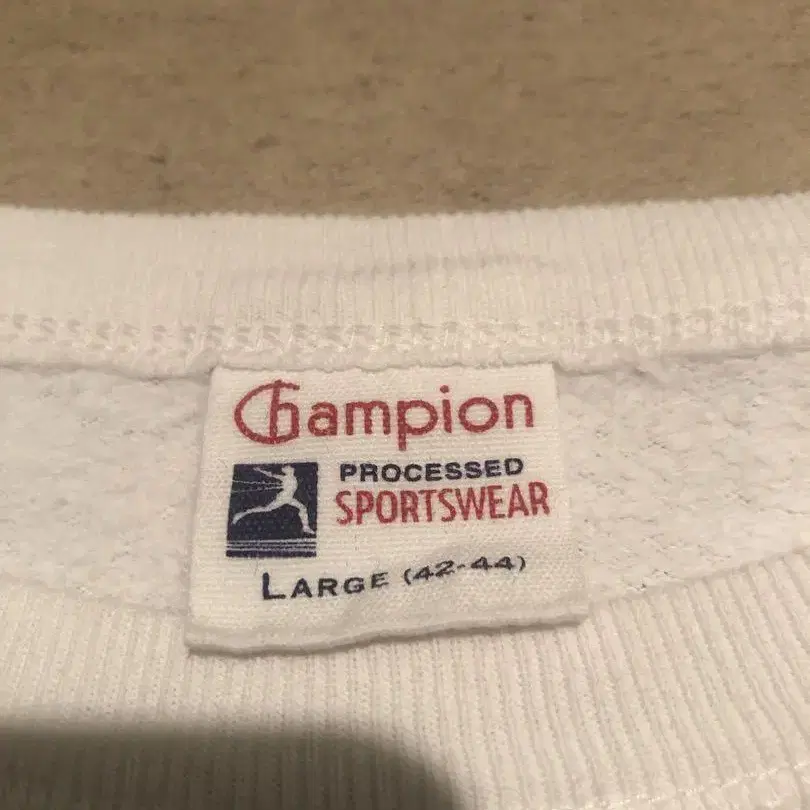 Champion
PROCESSED
SPORTSWEAR
LARGE (42-44)